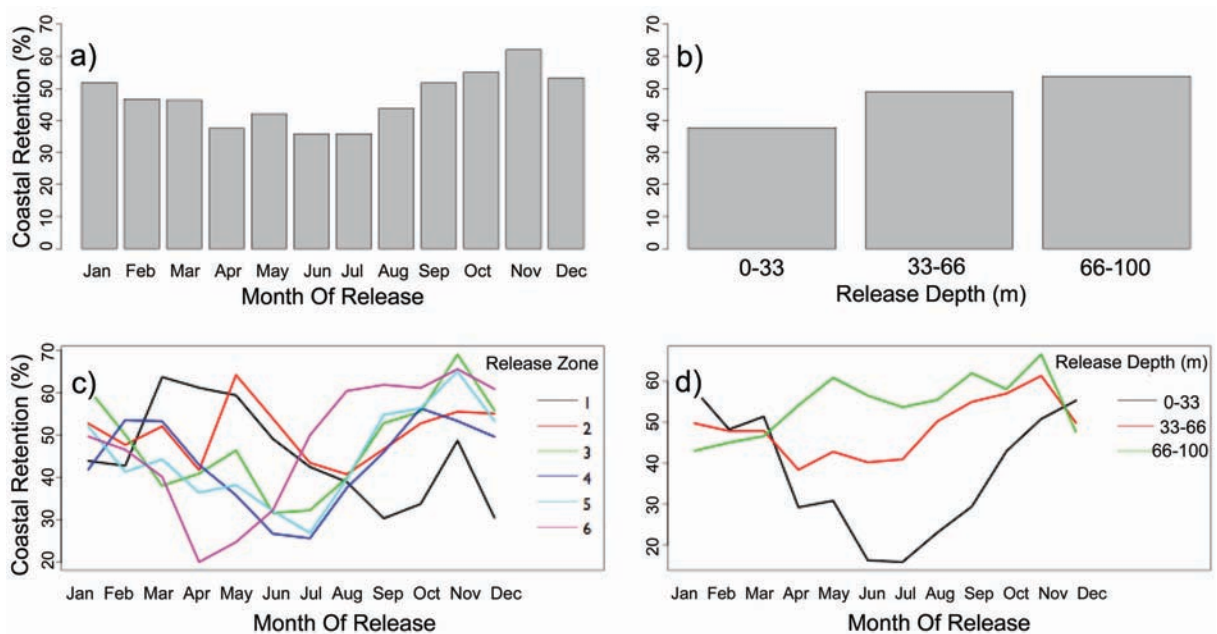 a)
Coastal Retention (%)
70
60
50
40
30
20
10
0
Jan Feb Mar Apr May Jun Jul Aug Sep Oct Nov Dec
Month Of Release
b)
70
60
50
40
30
20
10
0
0-33 33-66 66-100
Release Depth (m)
c)
Coastal Retention (%)
70
60
50
40
30
20
Release Zone
1
2
3
4
5
6
Jan Feb Mar Apr May Jun Jul Aug Sep Oct Nov Dec
Month Of Release
d)
60
50
40
30
20
Release Depth (m)
0-33
33-66
66-100
Jan Feb Mar Apr May Jun Jul Aug Sep Oct Nov Dec
Month Of Release